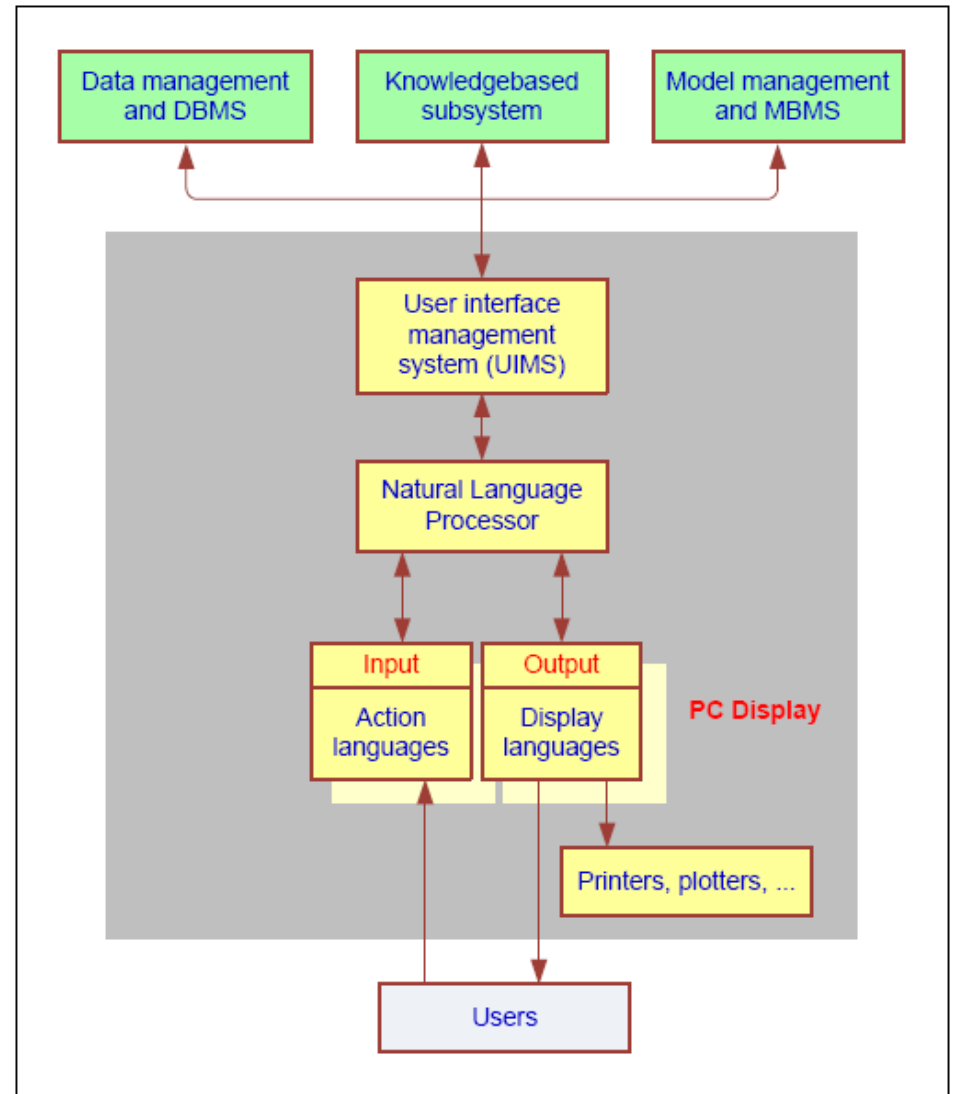 Data management
and DBMS
Knowledgebased
subsystem
Model management
and MBMS
User interface
management
system (UIMS)
Natural Language
Processor
Input
Action
languages
Output
Display
languages
PC Display
Printers, plotters, ...
Users